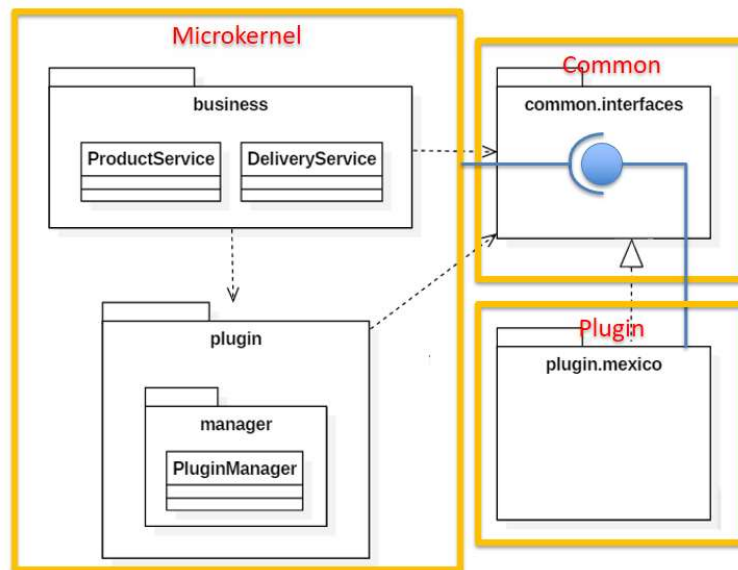 Microkernel
business
ProductService
DeliveryService
plugin
manager
PluginManager
Common
common.interfaces
Plugin
plugin.mexico